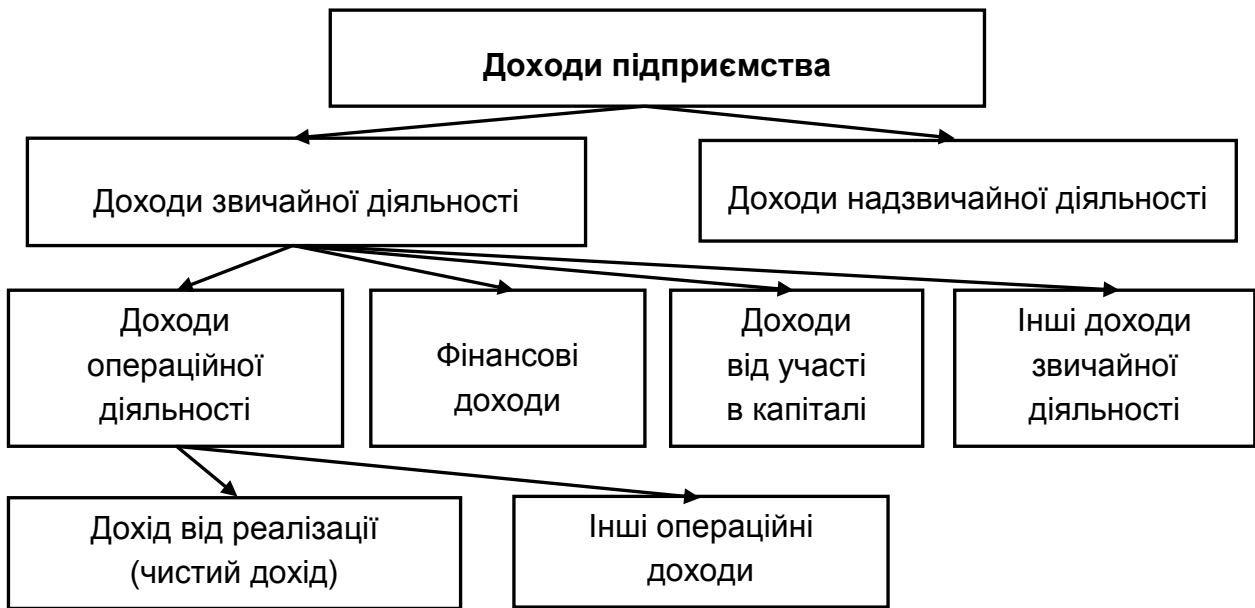 Доходи підприємства
Доходи звичайної діяльності
Доходи надзвичайної діяльності
Доходи
операційної
діяльності
Фінансові
доходи
Доходи
від участі
в капіталі
Інші доходи
звичайної
діяльності
Дохід від реалізації
(чистий дохід)
Інші операційні
доходи